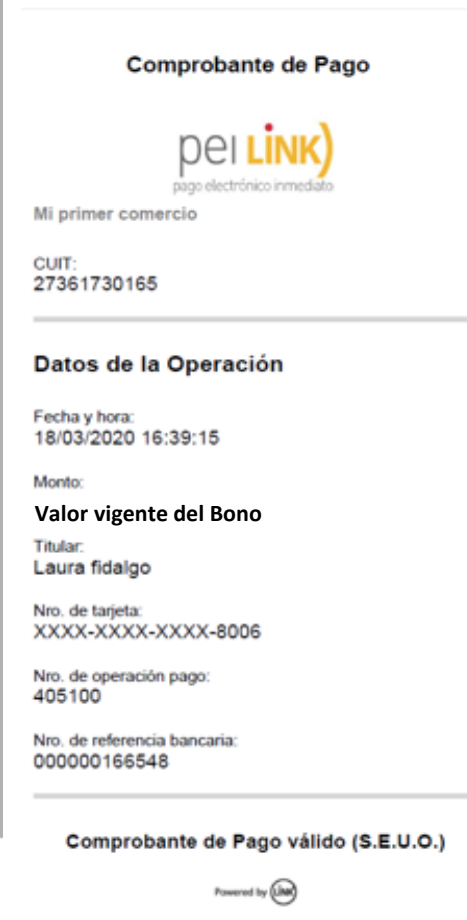 Comprobante de Pago
pei LINK)
pago electrónico inmediato
Mi primer comercio
CUIT:
27361730165
Datos de la Operación
Fecha y hora:
18/03/2020 16:39:15
Monto:
Valor vigente del Bono
Titular:
Laura fidalgo
Nro. de tarjeta:
XXXX-XXXX-XXXX-8006
Nro. de operación pago:
405100
Nro. de referencia bancaria:
000000166548
Comprobante de Pago válido (S.E.U.O.)
Powered by LINK